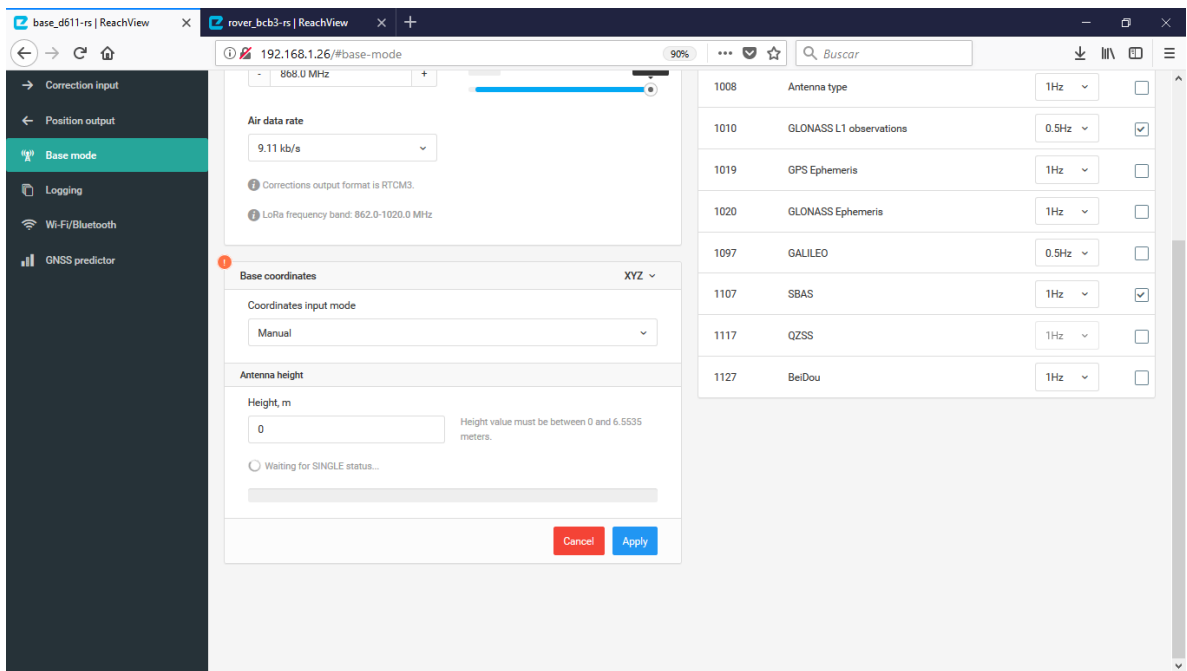 base_d611-rs | ReachView
rover_bcb3-rs | ReachView
192.168.1.26/#base-mode
90%
Buscar
Correction input
Position output
Base mode
Logging
Wi-Fi/Bluetooth
GNSS predictor
- 868.0 MHz +
Air data rate
9.11 kb/s
Corrections output format is RTCM3.
LoRa frequency band: 862.0-1020.0 MHz
Base coordinates XYZ
Coordinates input mode
Manual
Antenna height
Height, m
0
Height value must be between 0 and 6.5535
meters.
Waiting for SINGLE status...
Cancel Apply
1008 Antenna type 1Hz
1010 GLONASS L1 observations 0.5Hz
1019 GPS Ephemeris 1Hz
1020 GLONASS Ephemeris 1Hz
1097 GALILEO 0.5Hz
1107 SBAS 1Hz
1117 QZSS 1Hz
1127 BeiDou 1Hz